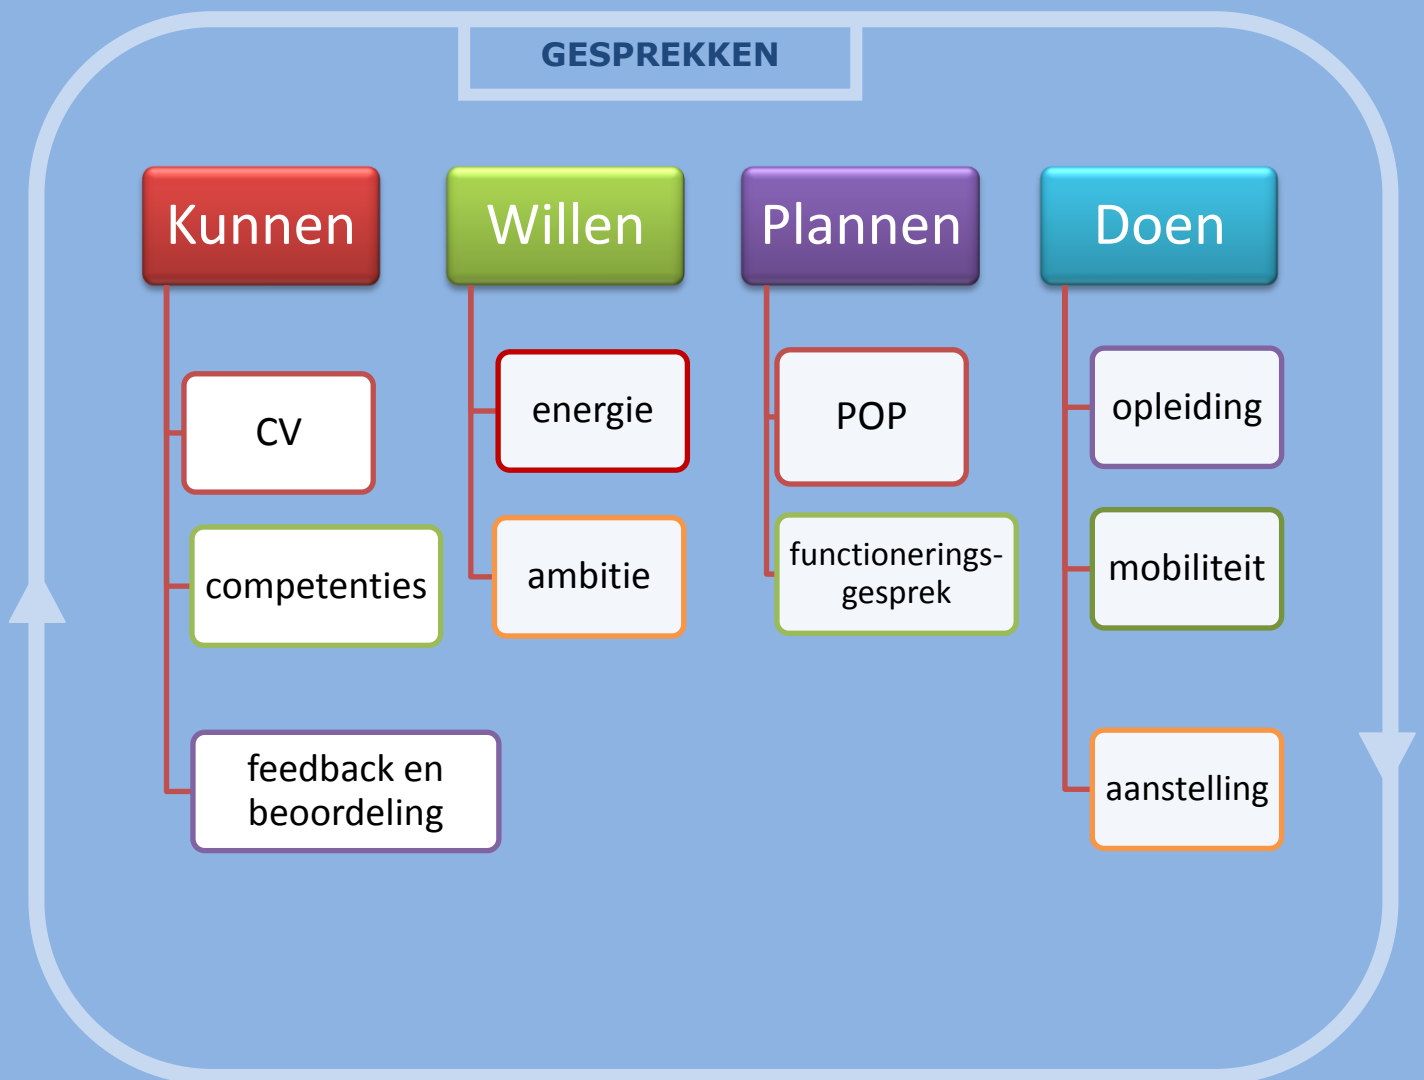 GESPREKKEN
Kunnen
CV
competenties
feedback en
beoordeling
Willen
energie
ambitie
Plannen
POP
functionerings-
gesprek
Doen
opleiding
mobiliteit
aanstelling